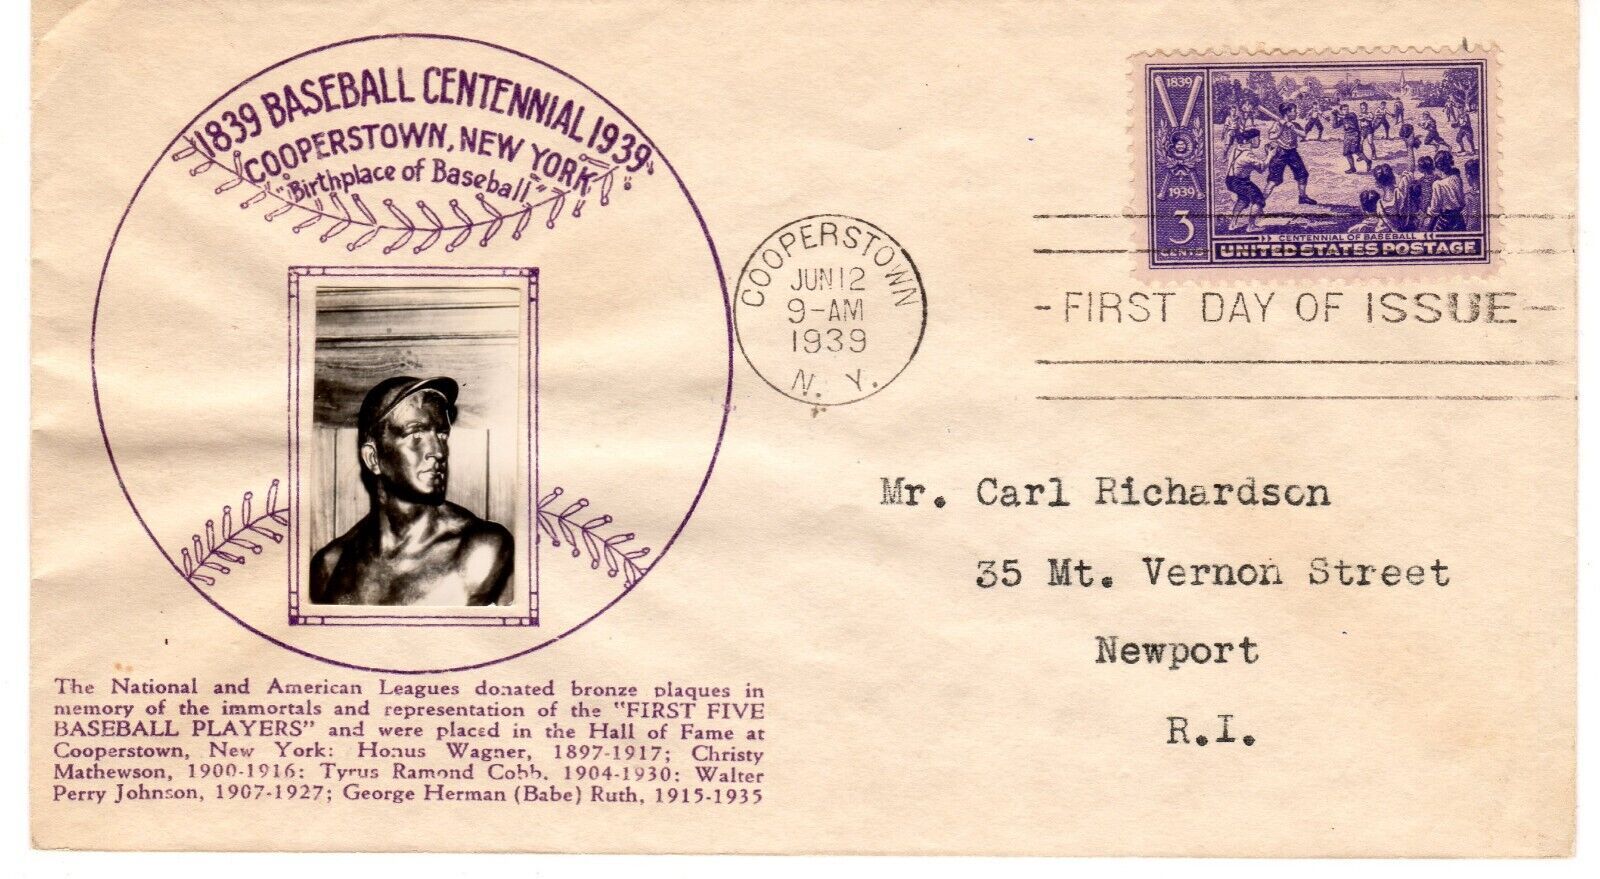 1839 BASEBALL CENTENNIAL 1939
COOPERSTOWN, NEW YORK
"Birthplace of Baseball"
The National and American Leagues donated bronze plaques in
memory of the immortals and representation of the "FIRST FIVE
BASEBALL PLAYERS" and were placed in the Hall of Fame at
Cooperstown, New York: Honus Wagner, 1897-1917; Christy
Mathewson, 1900-1916: Tyrus Ramond Cobb, 1904-1930: Walter
Perry Johnson, 1907-1927; George Herman (Babe) Ruth, 1915-1935
COOPERSTOWN
JUN 12
9-AM
1939
N. Y.
1839
1939
3
CENTS
CENTENNIAL OF BASEBALL
UNITED STATES POSTAGE
- FIRST DAY OF ISSUE -
Mr. Carl Richardson
35 Mt. Vernon Street
Newport
R.I.